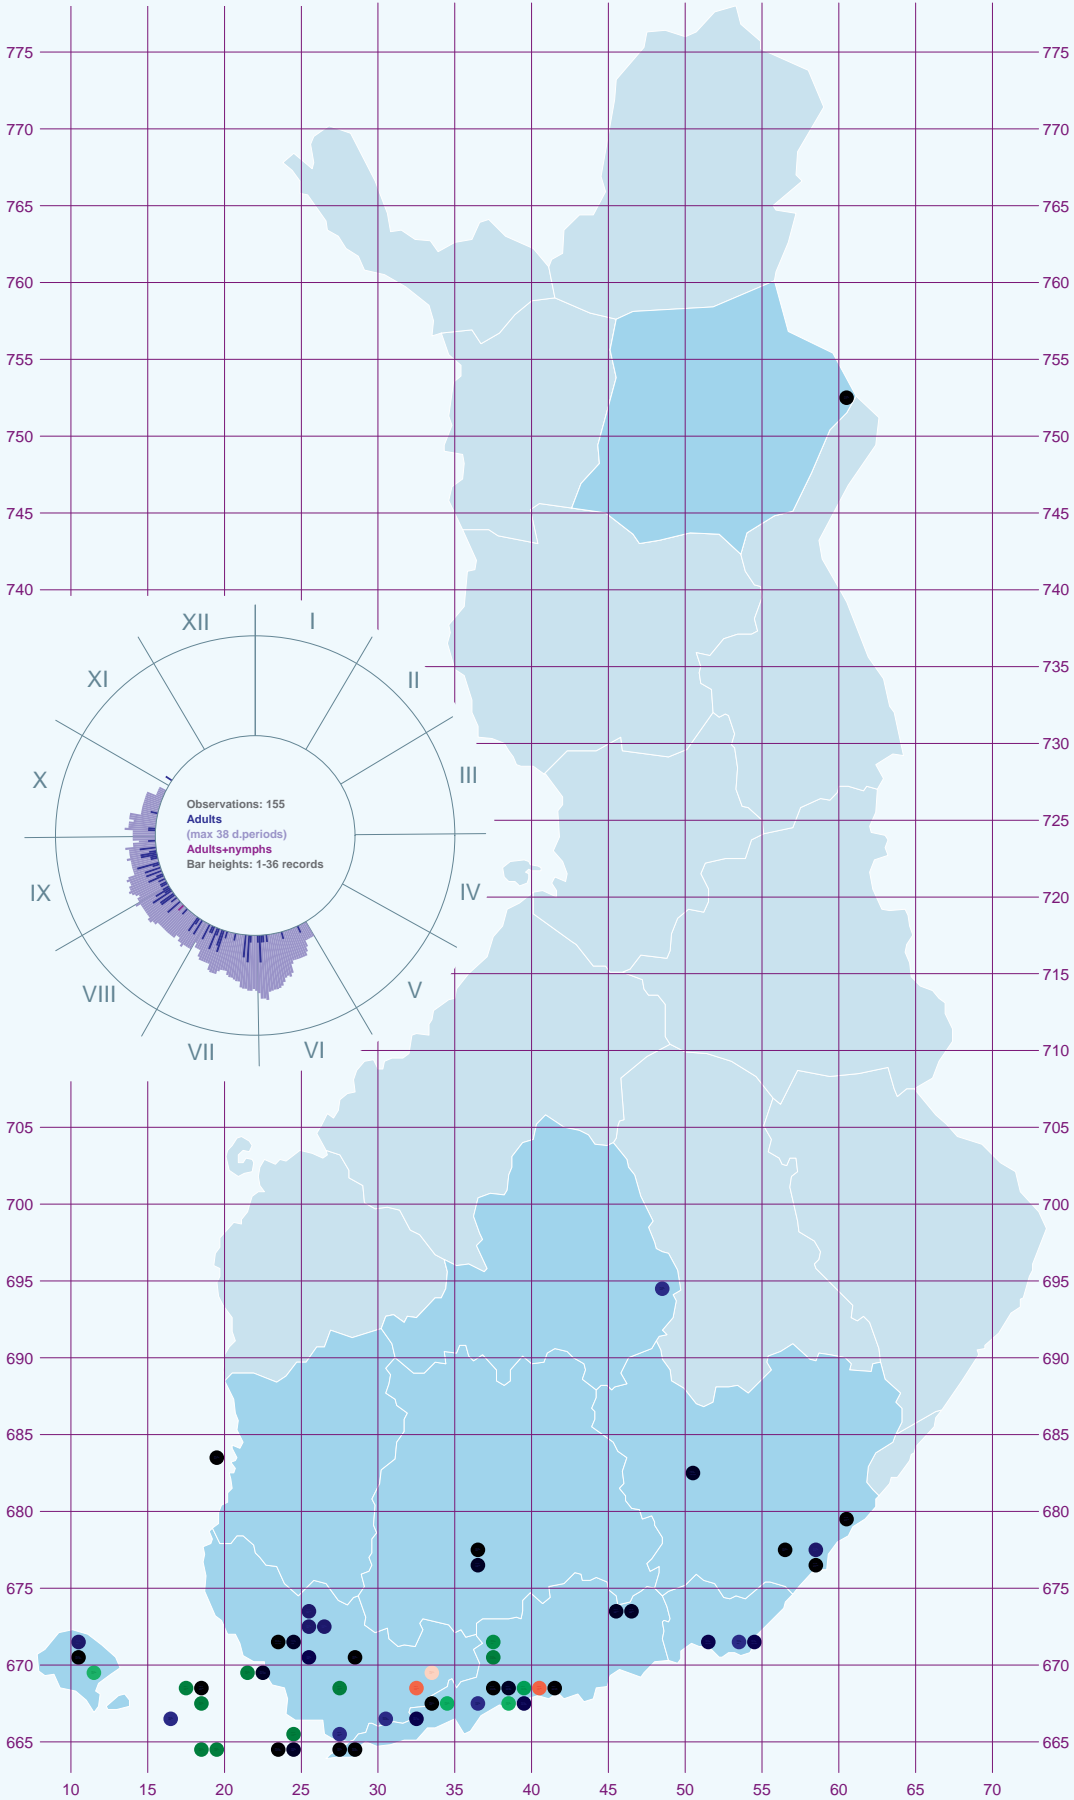 775 775
770 770
765 765
760 760
755 755
750 750
745 745
740 740
XII I
735
XI II
730
X III
Observations: 155
Adults
725
(max 38 d.periods)
Adults+nymphs
Bar heights: 1-36 records
IX IV
720
VIII V
715
VII VI
710
705 705
700 700
695 695
690 690
685 685
680 680
675 675
670 670
665 665
10 15 20 25 30 35 40 45 50 55 60 65 70